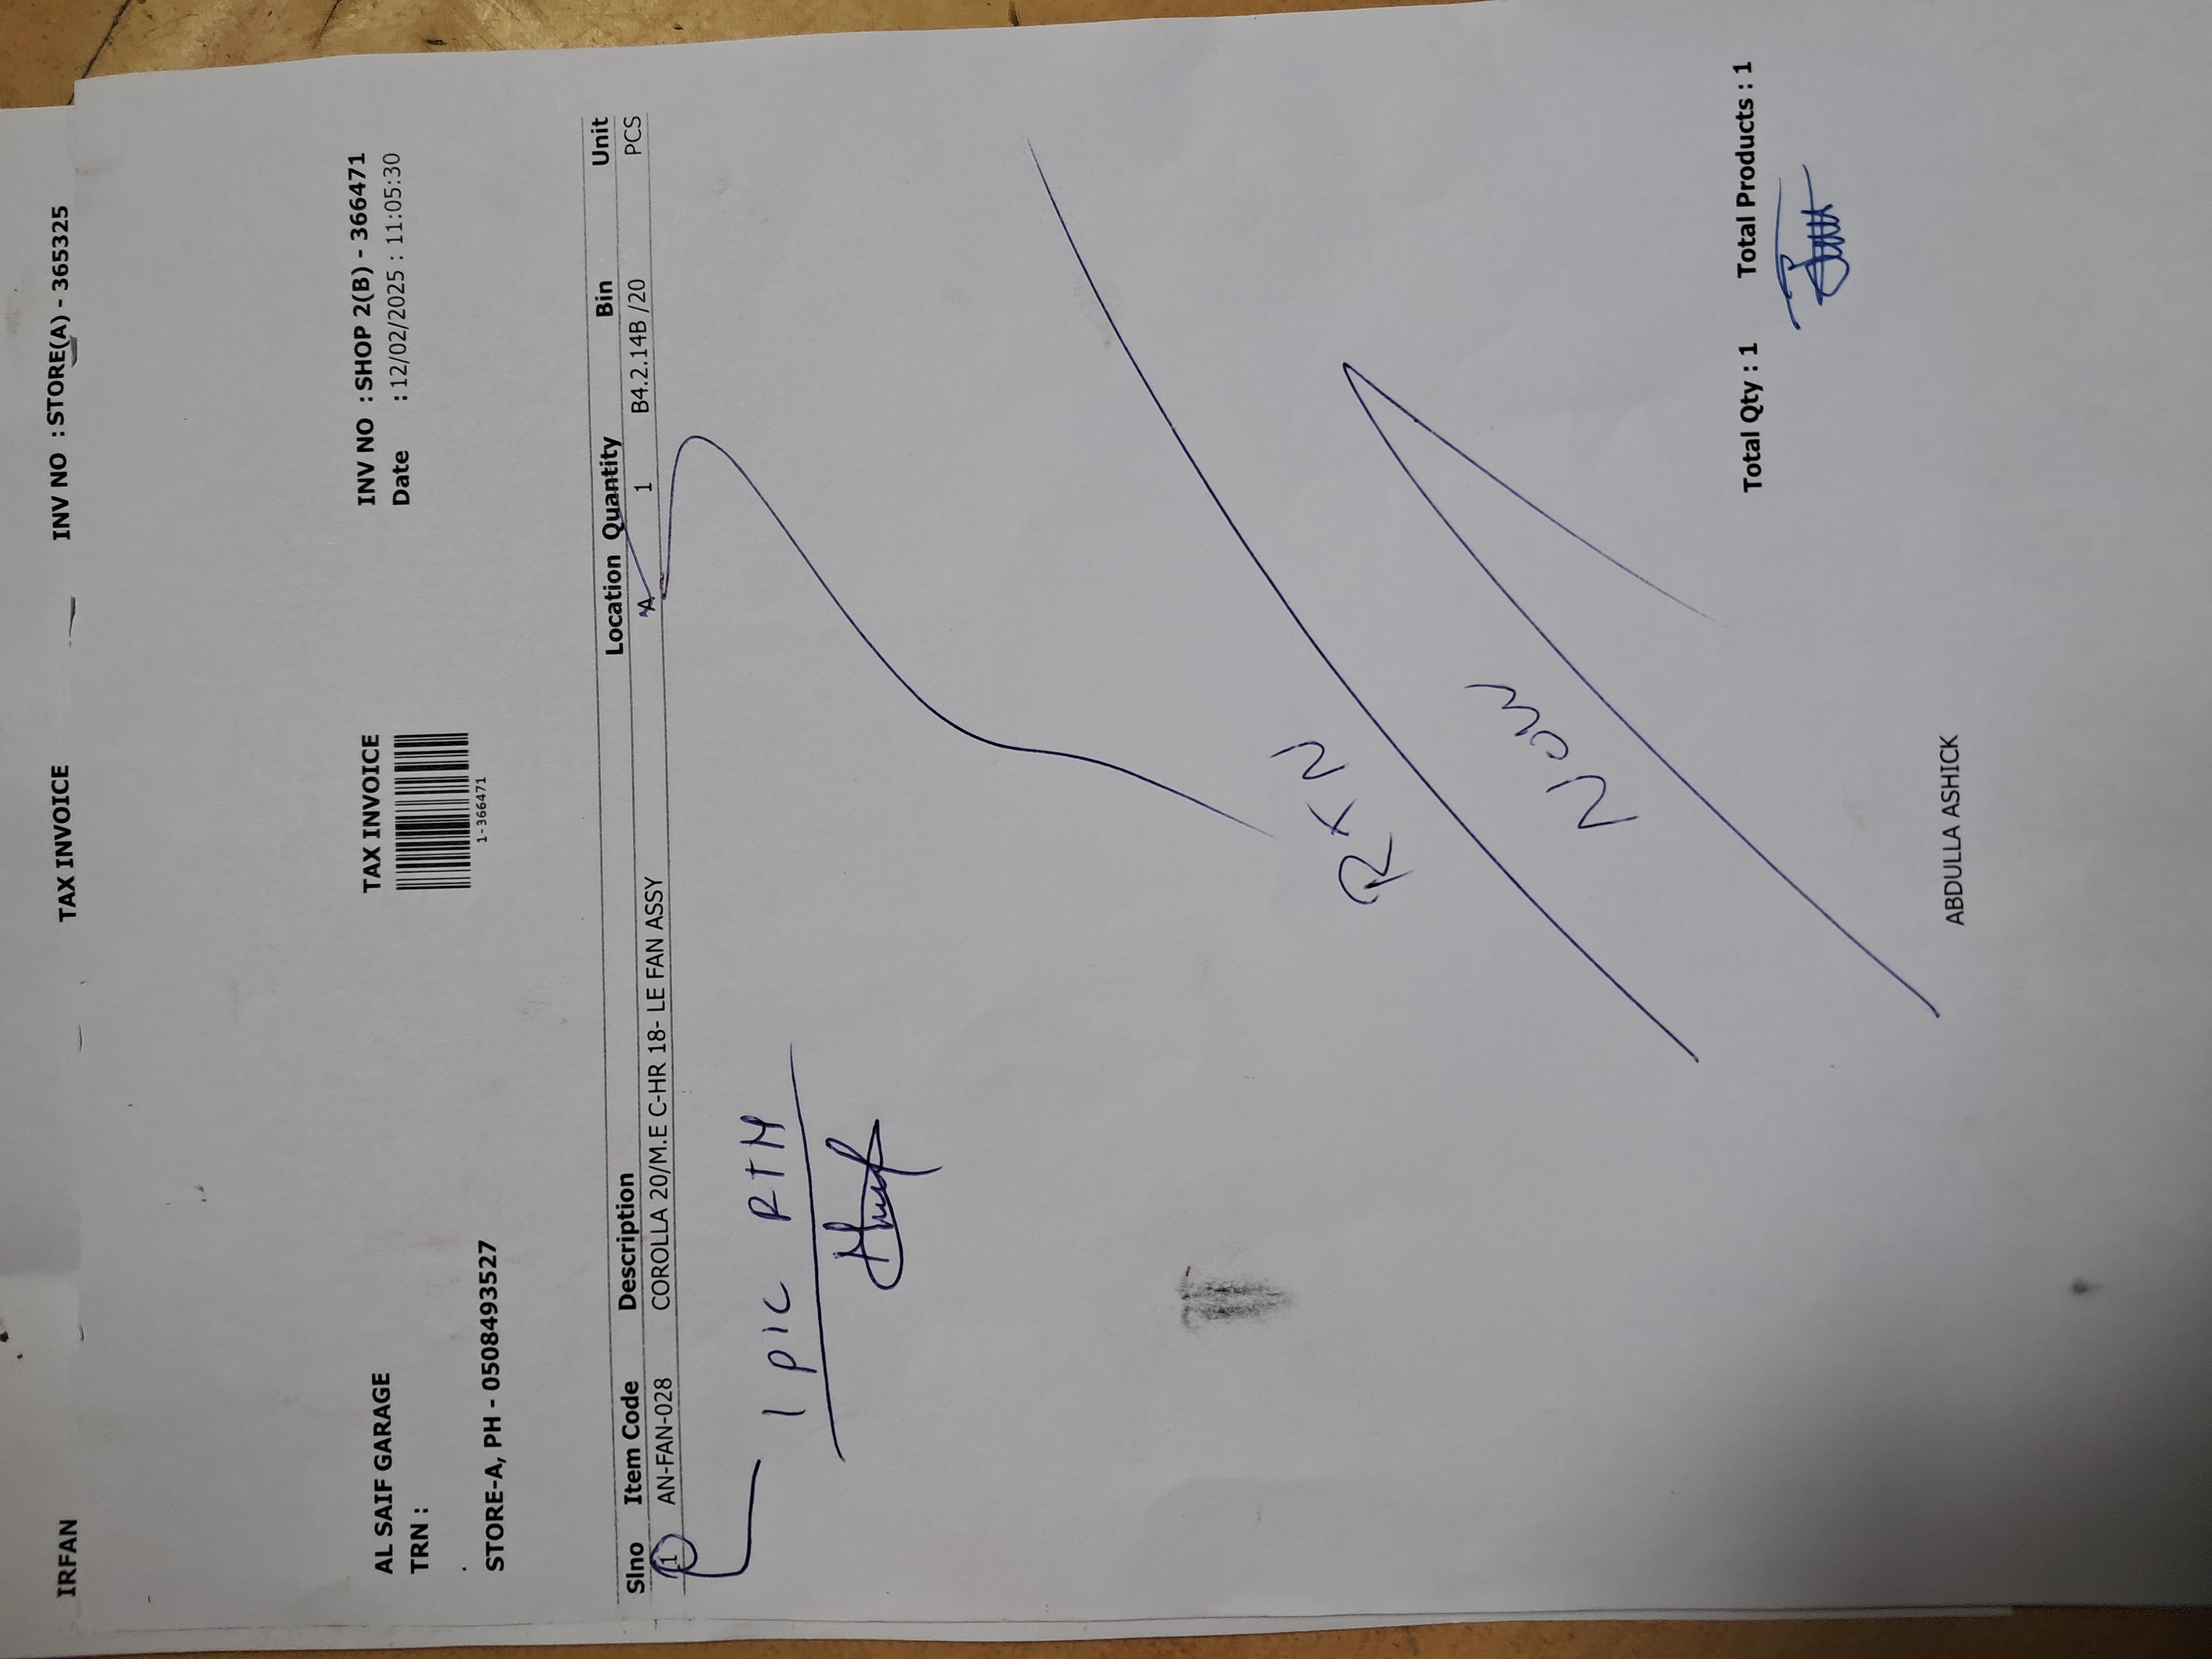 IRFAN TAX INVOICE INV NO : STORE(A) - 365325
AL SAIF GARAGE TAX INVOICE INV NO : SHOP 2(B) - 366471
TRN : Date : 12/02/2025 : 11:05:30
1-366471
STORE-A, PH - 0508493527
Slno Item Code Description Location Quantity Bin Unit
1 AN-FAN-028 COROLLA 20/M.E C-HR 18- LE FAN ASSY A 1 B4.2.14B /20 PCS
1 PIC RTN
RTN
Now
Total Qty : 1 Total Products : 1
ABDULLA ASHICK